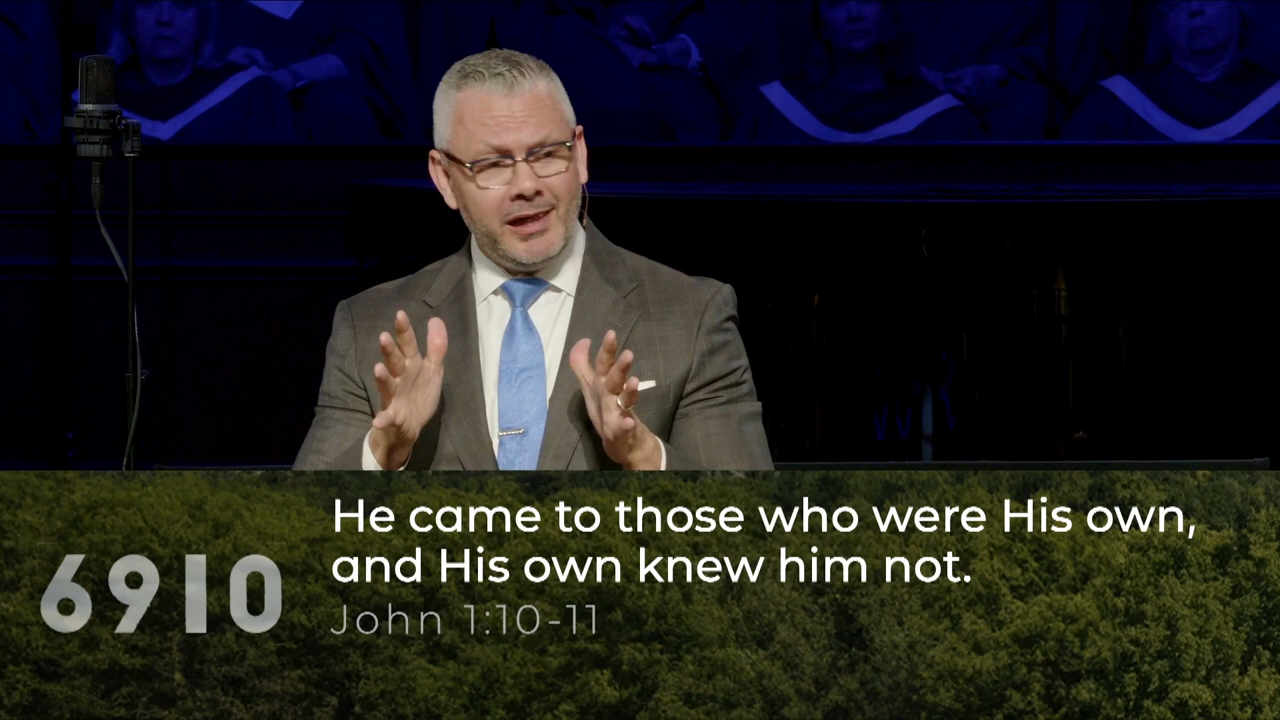 He came to those who were His own,
and His own knew him not.
6910
John 1:10-11